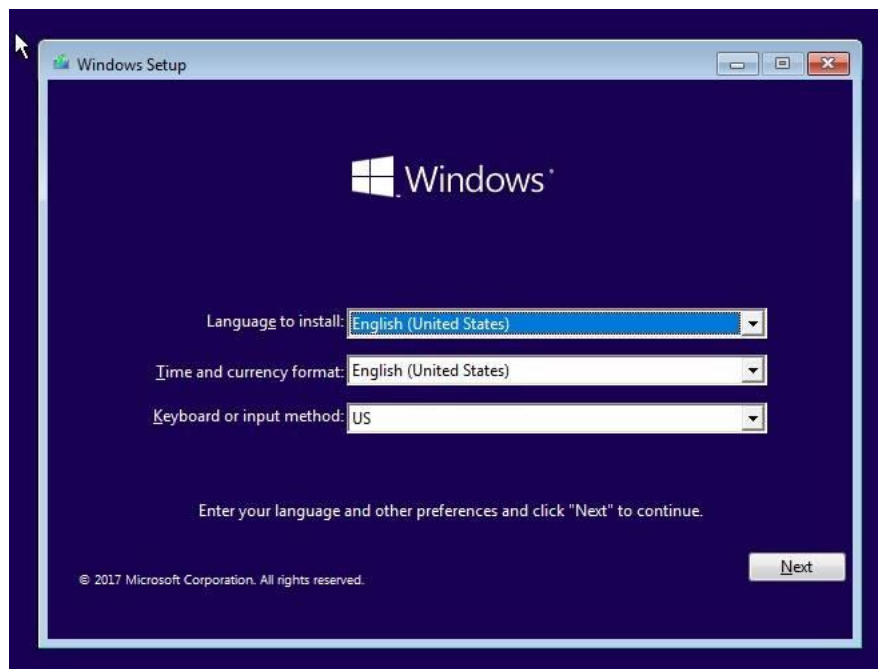 Windows Setup
Windows
Language to install: English (United States)
Time and currency format: English (United States)
Keyboard or input method: US
Enter your language and other preferences and click "Next" to continue.
Next
© 2017 Microsoft Corporation. All rights reserved.